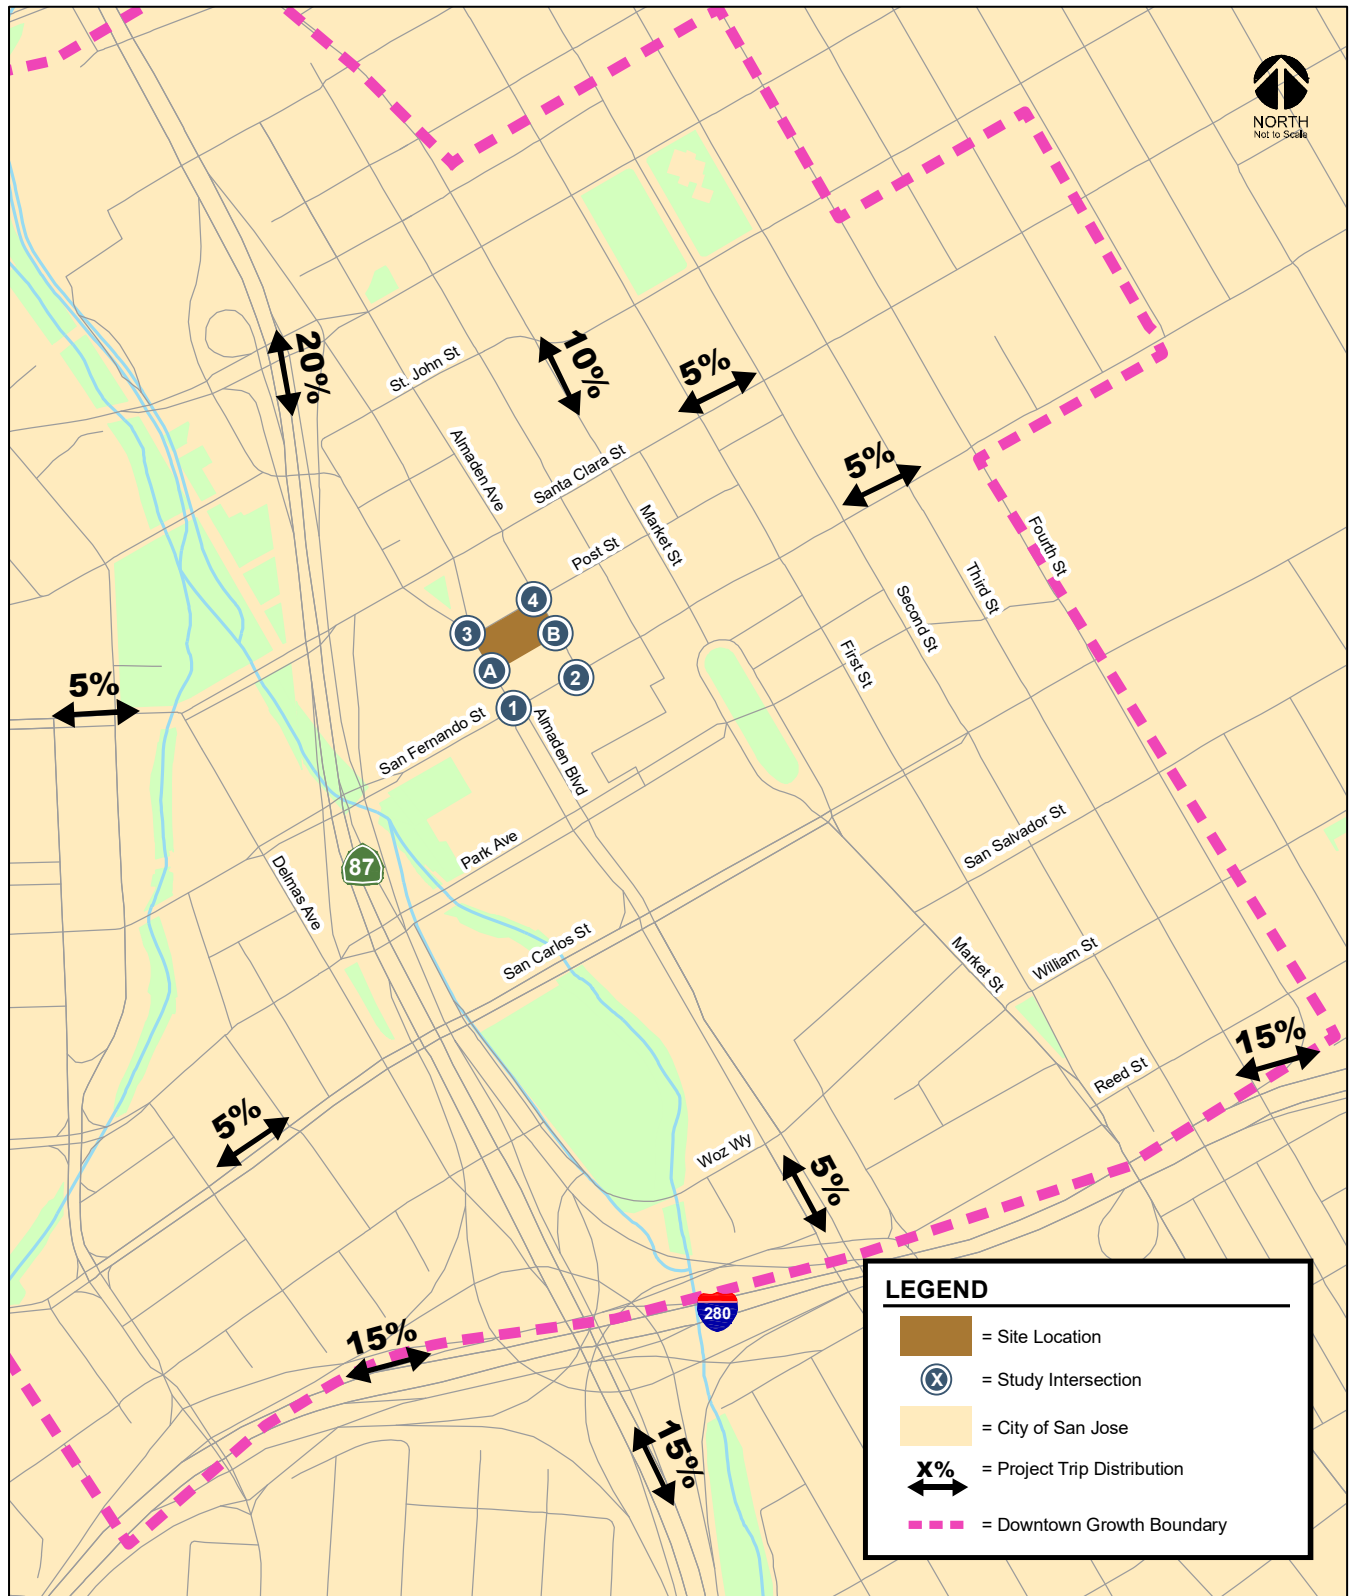 NORTH
Not to Scale
20%
10%
5%
St. John St
Almaden Ave
Santa Clara St
5%
Market St
Post St
Fourth St
Third St
Second St
First St
4
3
B
A
2
1
5%
San Fernando St
Almaden Blvd
Park Ave
87
Delmas Ave
San Salvador St
San Carlos St
Market St
William St
15%
Reed St
5%
Woz Wy
5%
280
15%
15%
LEGEND
= Site Location
X = Study Intersection
= City of San Jose
X% = Project Trip Distribution
= Downtown Growth Boundary